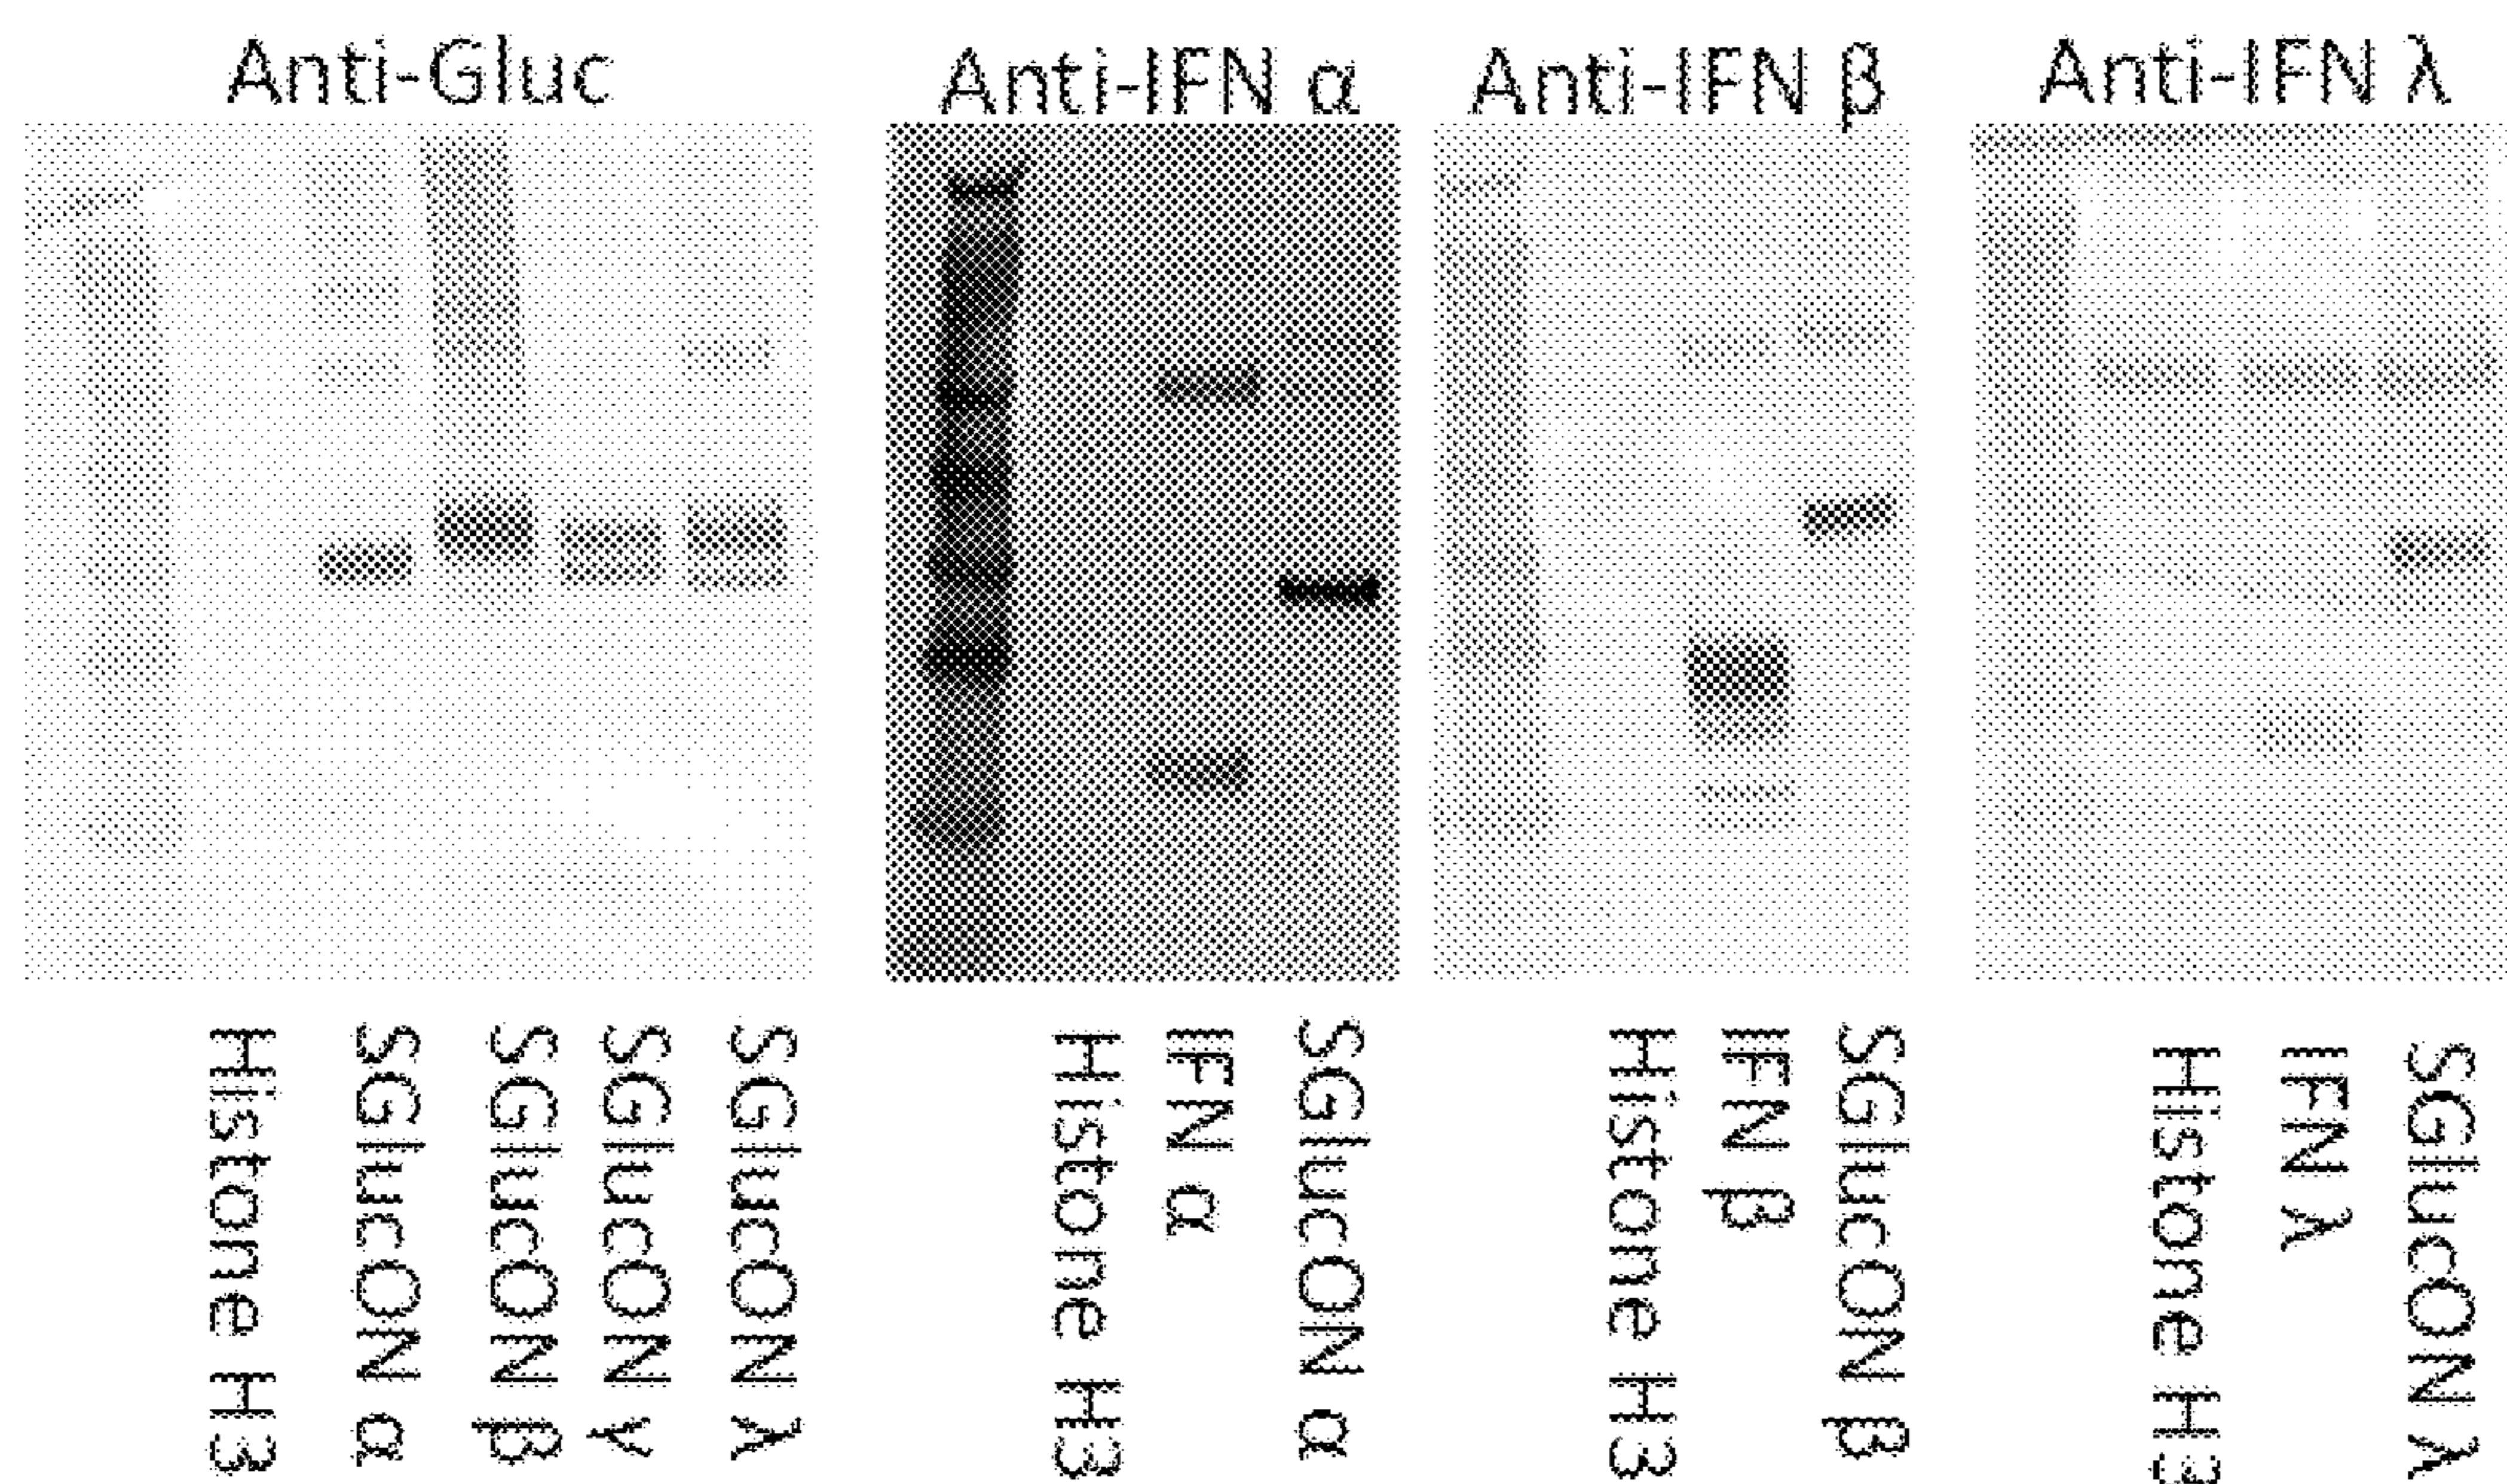 Anti-Gluc
Anti-IFN α
Anti-IFN β
Anti-IFN λ
Histone H3
SGlucON α
SGlucON β
SGlucON γ
SGlucON λ
Histone H3
IFN α
SGlucON α
Histone H3
IFN β
SGlucON β
Histone H3
IFN λ
SGlucON λ